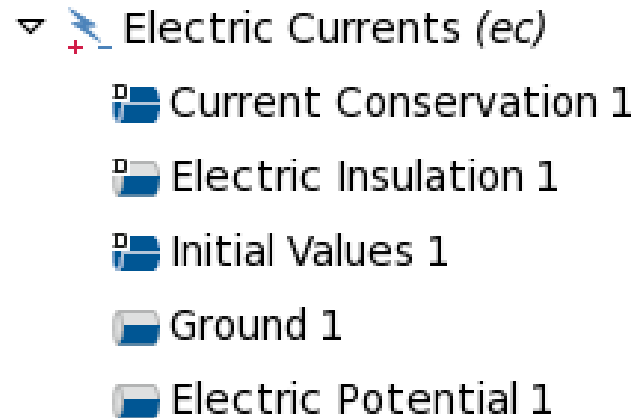 Electric Currents (ec)
D Current Conservation 1
D Electric Insulation 1
D Initial Values 1
Ground 1
Electric Potential 1